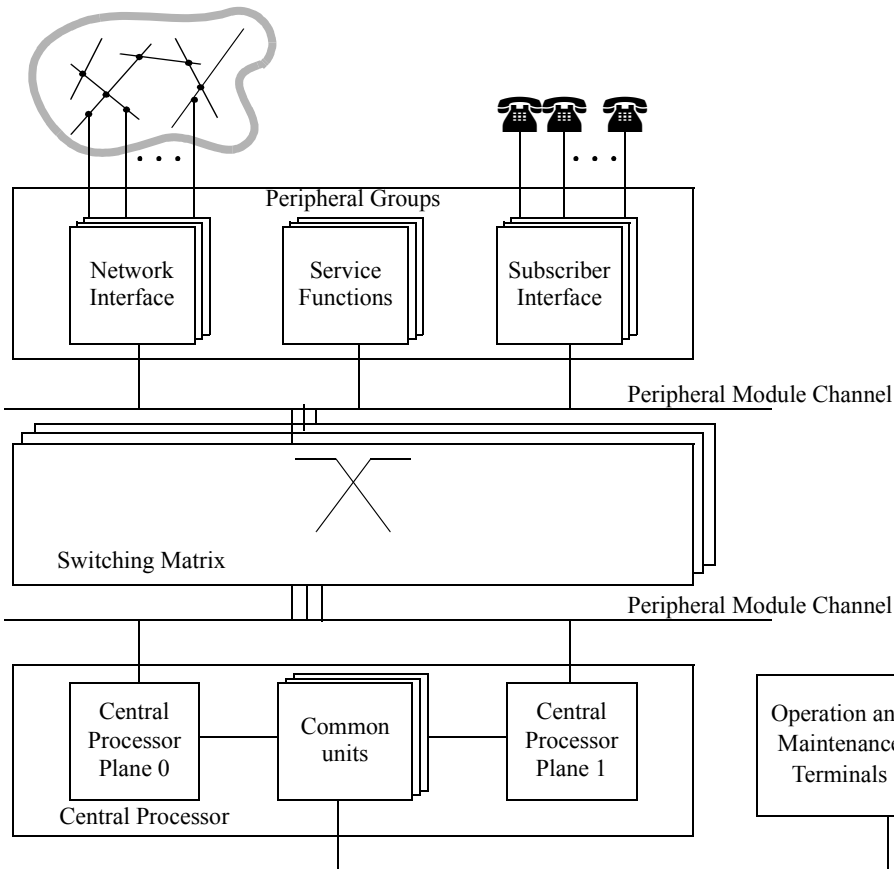 Peripheral Groups
Network
Interface
Service
Functions
Subscriber
Interface
Peripheral Module Channel
Switching Matrix
Peripheral Module Channel
Central
Processor
Plane 0
Common
units
Central
Processor
Plane 1
Central Processor
Operation an
Maintenance
Terminals